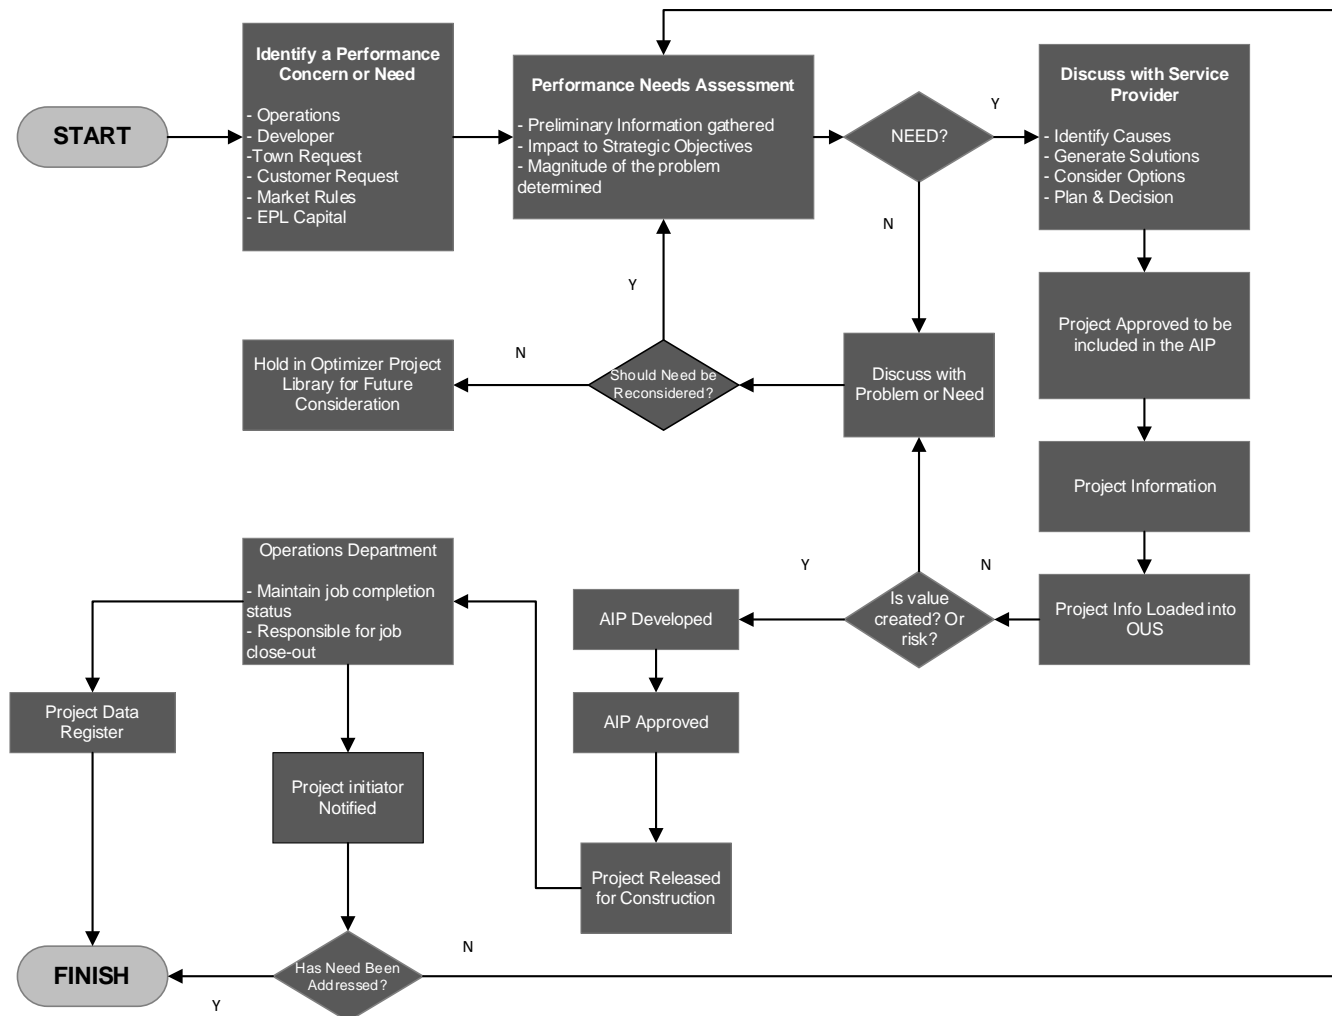 START
Identify a Performance
Concern or Need
- Operations
- Developer
-Town Request
- Customer Request
- Market Rules
- EPL Capital
Performance Needs Assessment
- Preliminary Information gathered
- Impact to Strategic Objectives
- Magnitude of the problem
determined
NEED?
Y
N
Discuss with Service
Provider
- Identify Causes
- Generate Solutions
- Consider Options
- Plan & Decision
Project Approved to be
included in the AIP
Project Information
Project Info Loaded into
OUS
Discuss with
Problem or Need
Y
Should Need be
Reconsidered?
N
Hold in Optimizer Project
Library for Future
Consideration
N
Is value
created? Or
risk?
Y
AIP Developed
AIP Approved
Project Released
for Construction
Operations Department
- Maintain job completion
status
- Responsible for job
close-out
Project Data
Register
Project initiator
Notified
Has Need Been
Addressed?
N
Y
FINISH